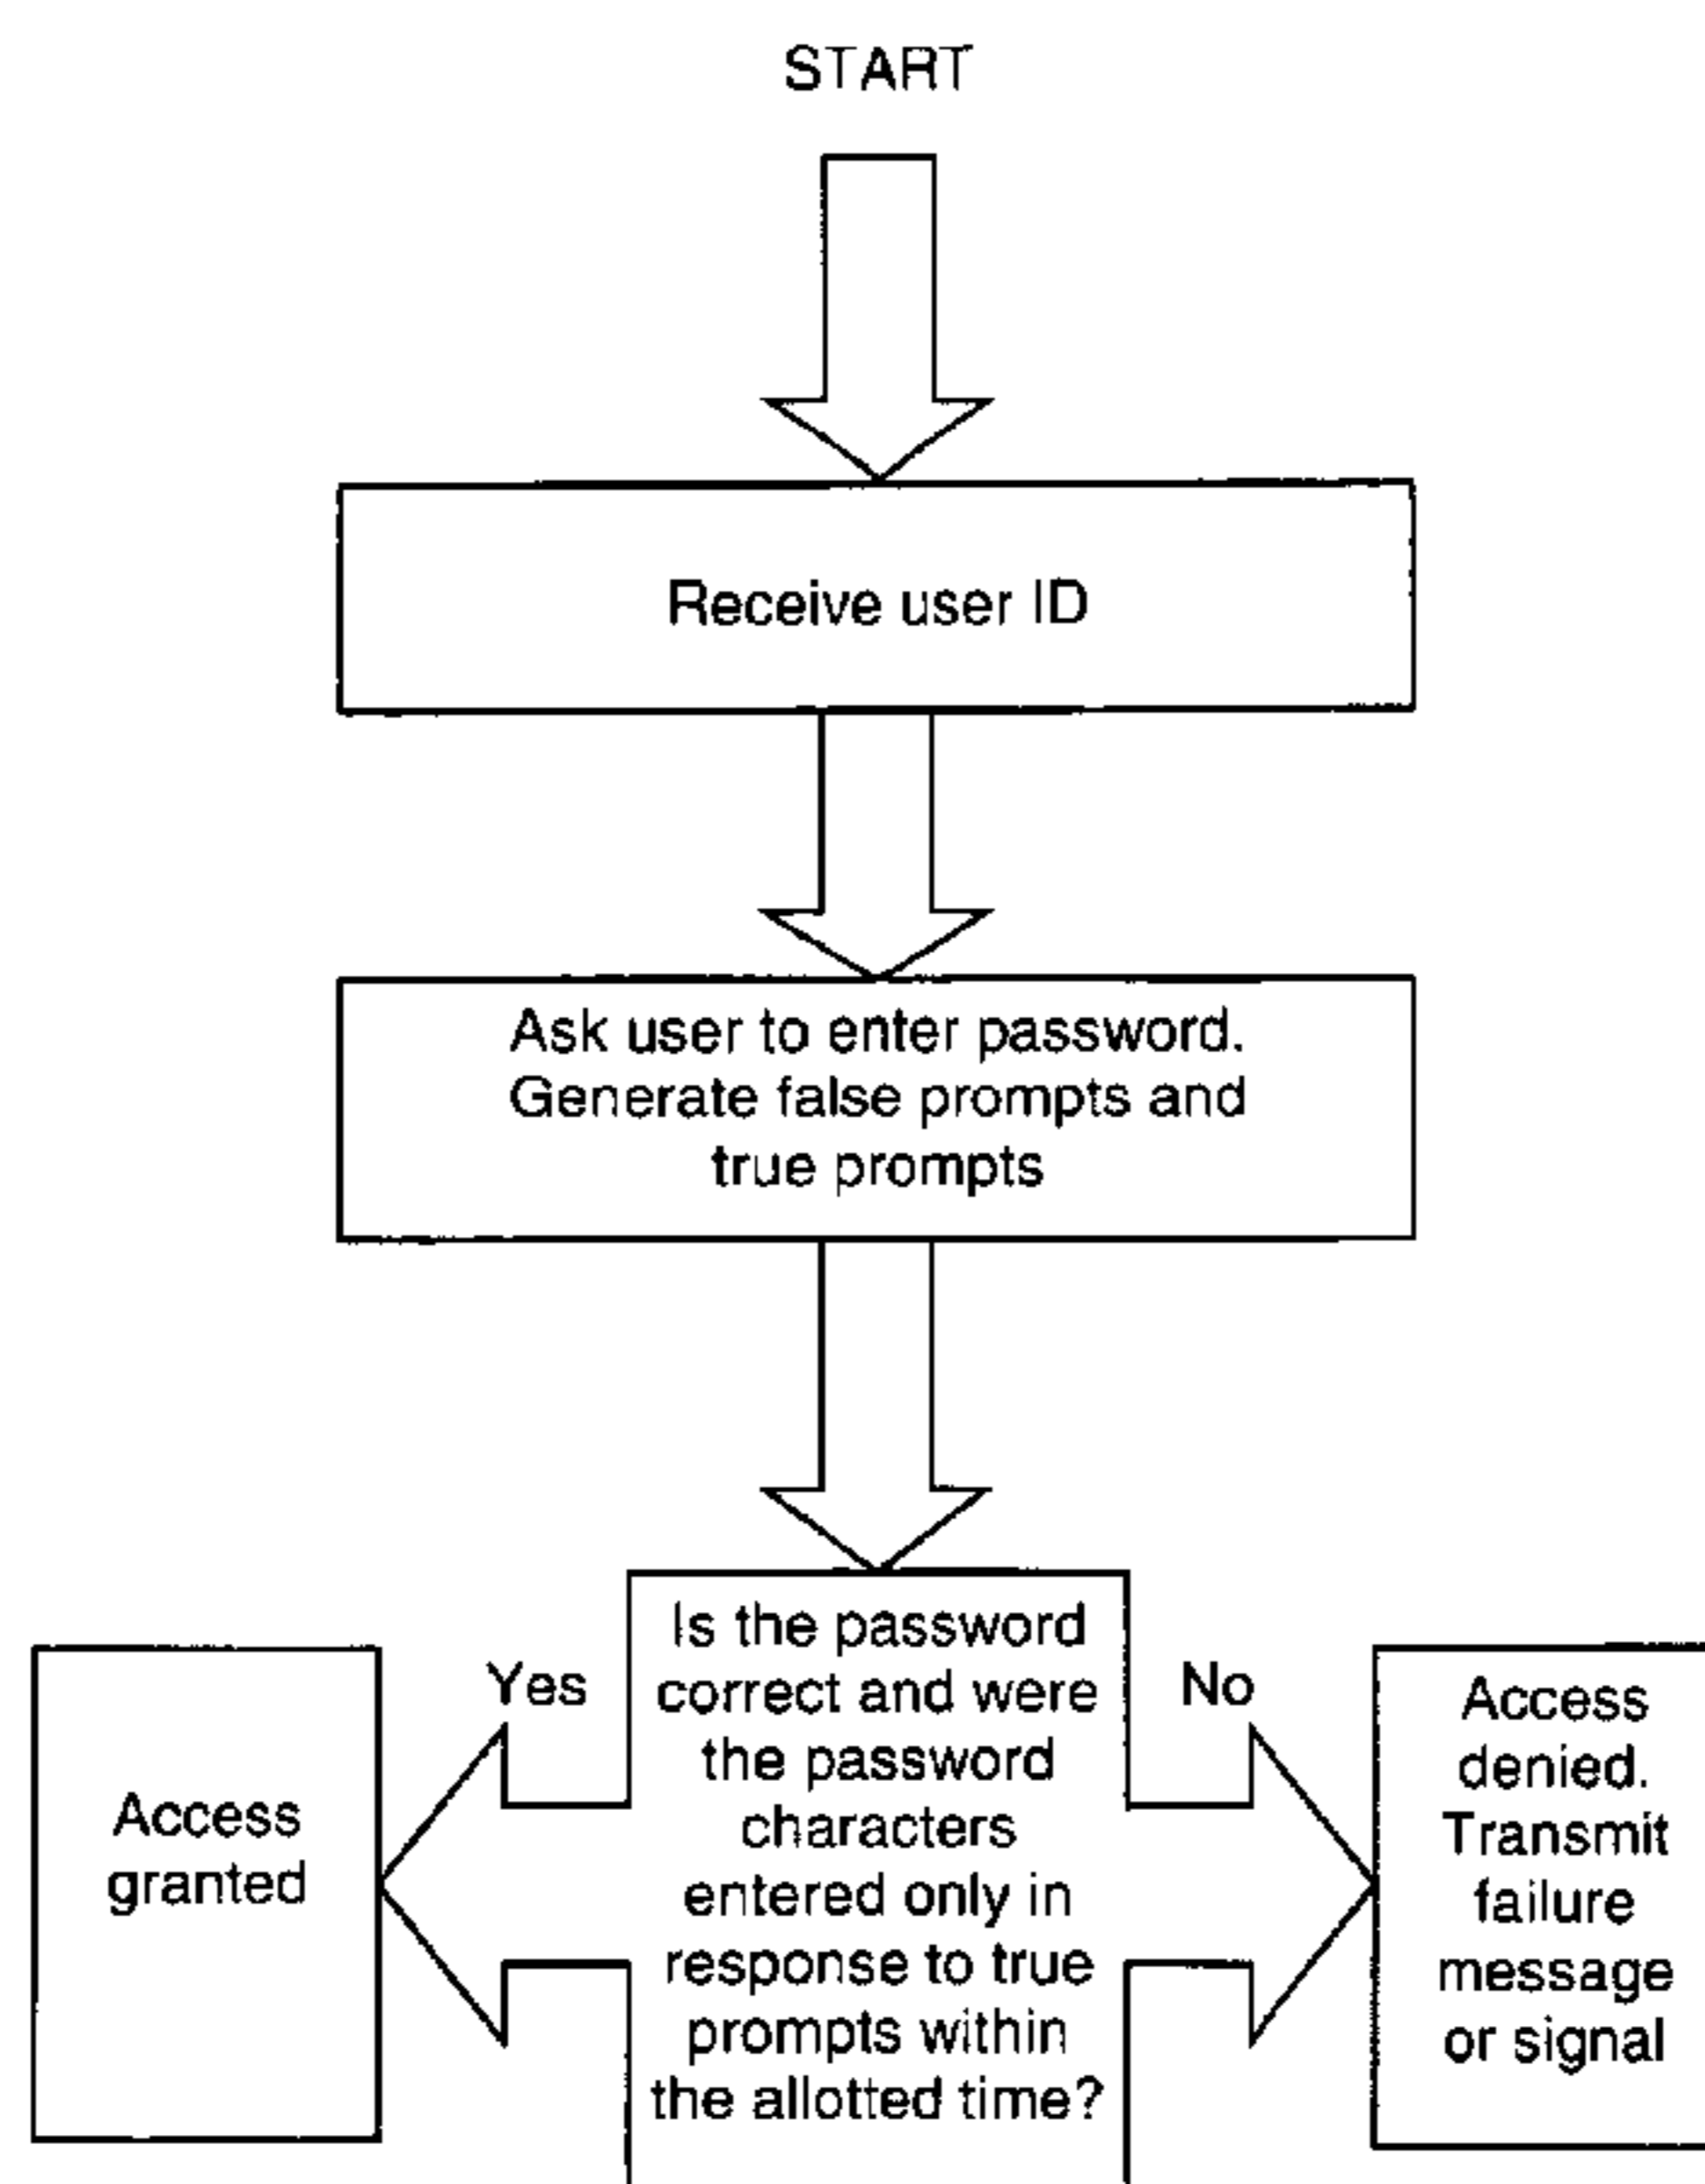 START
Receive user ID
Ask user to enter password.
Generate false prompts and
true prompts
Yes
Access
granted
Is the password
correct and were
the password
characters
entered only in
response to true
prompts within
the allotted time?
No
Access
denied.
Transmit
failure
message
or signal